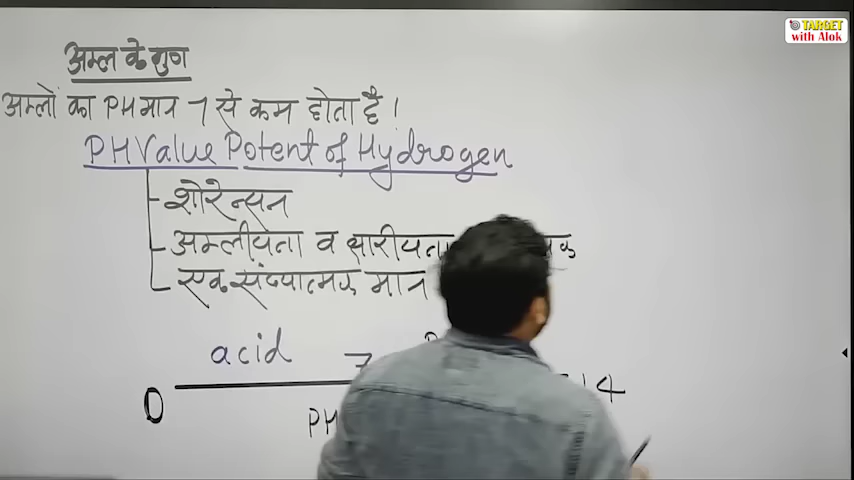 TARGET
with Alok
अम्ल के गुण
अम्लों का PH मान 7 से कम होता है।
PH Value Potent of Hydrogen
शोरेन्सन
अम्लीयता व क्षारीयता
एक संख्यात्मक मान
acid 7
0 14
PH